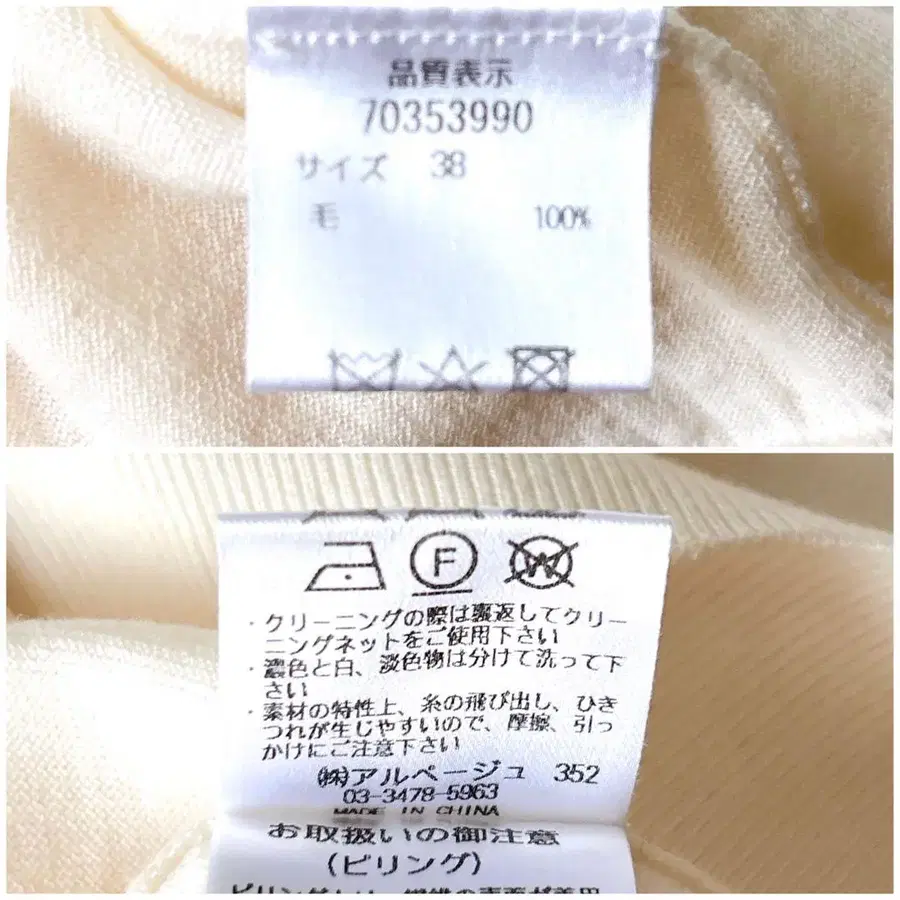 品質表示
70353990
サイズ 38
毛 100%
F
W
・クリーニングの際は裏返してクリー
ニングネットをご使用下さい
・濃色と白、淡色物は分けて洗って下
さい
・素材の特性上、糸の飛び出し、ひき
つれが生じやすいので、摩擦、引っ
かけにご注意下さい
㈱アルページュ 352
03-3478-5963
MADE IN CHINA
お取扱いの御注意
(ピリング)